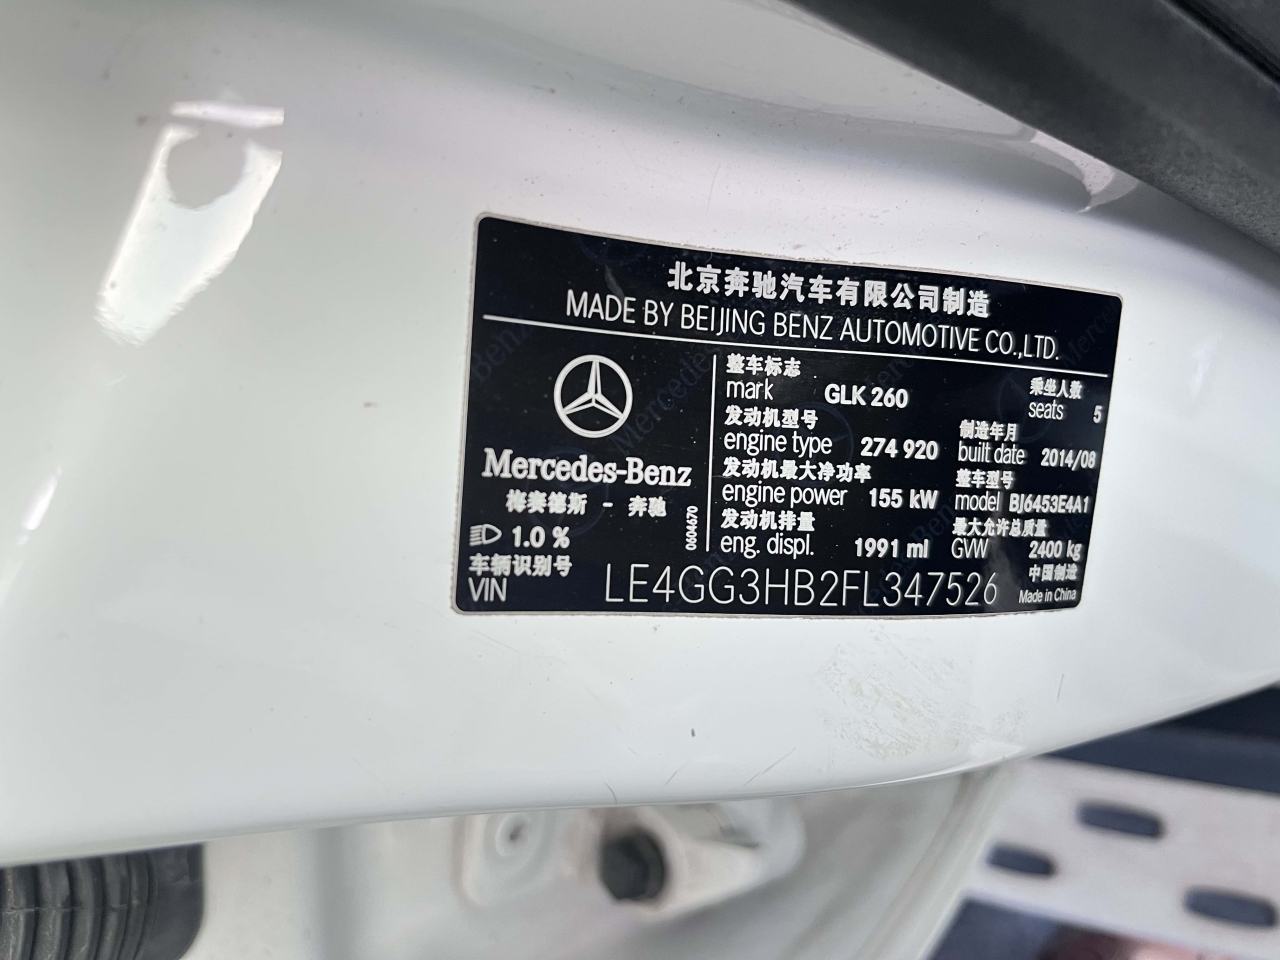 北京奔驰汽车有限公司制造
MADE BY BEIJING BENZ AUTOMOTIVE CO.,LTD.
Mercedes-Benz
梅赛德斯 - 奔驰
1.0 %
0604670
整车标志
mark GLK 260
乘坐人数
seats 5
发动机型号
engine type 274 920
制造年月
built date 2014/08
发动机最大净功率
engine power 155 kW
整车型号
model BJ6453E4A1
发动机排量
eng. displ. 1991 ml
最大允许总质量
GVW 2400 kg
车辆识别号
VIN LE4GG3HB2FL347526
中国制造
Made in China